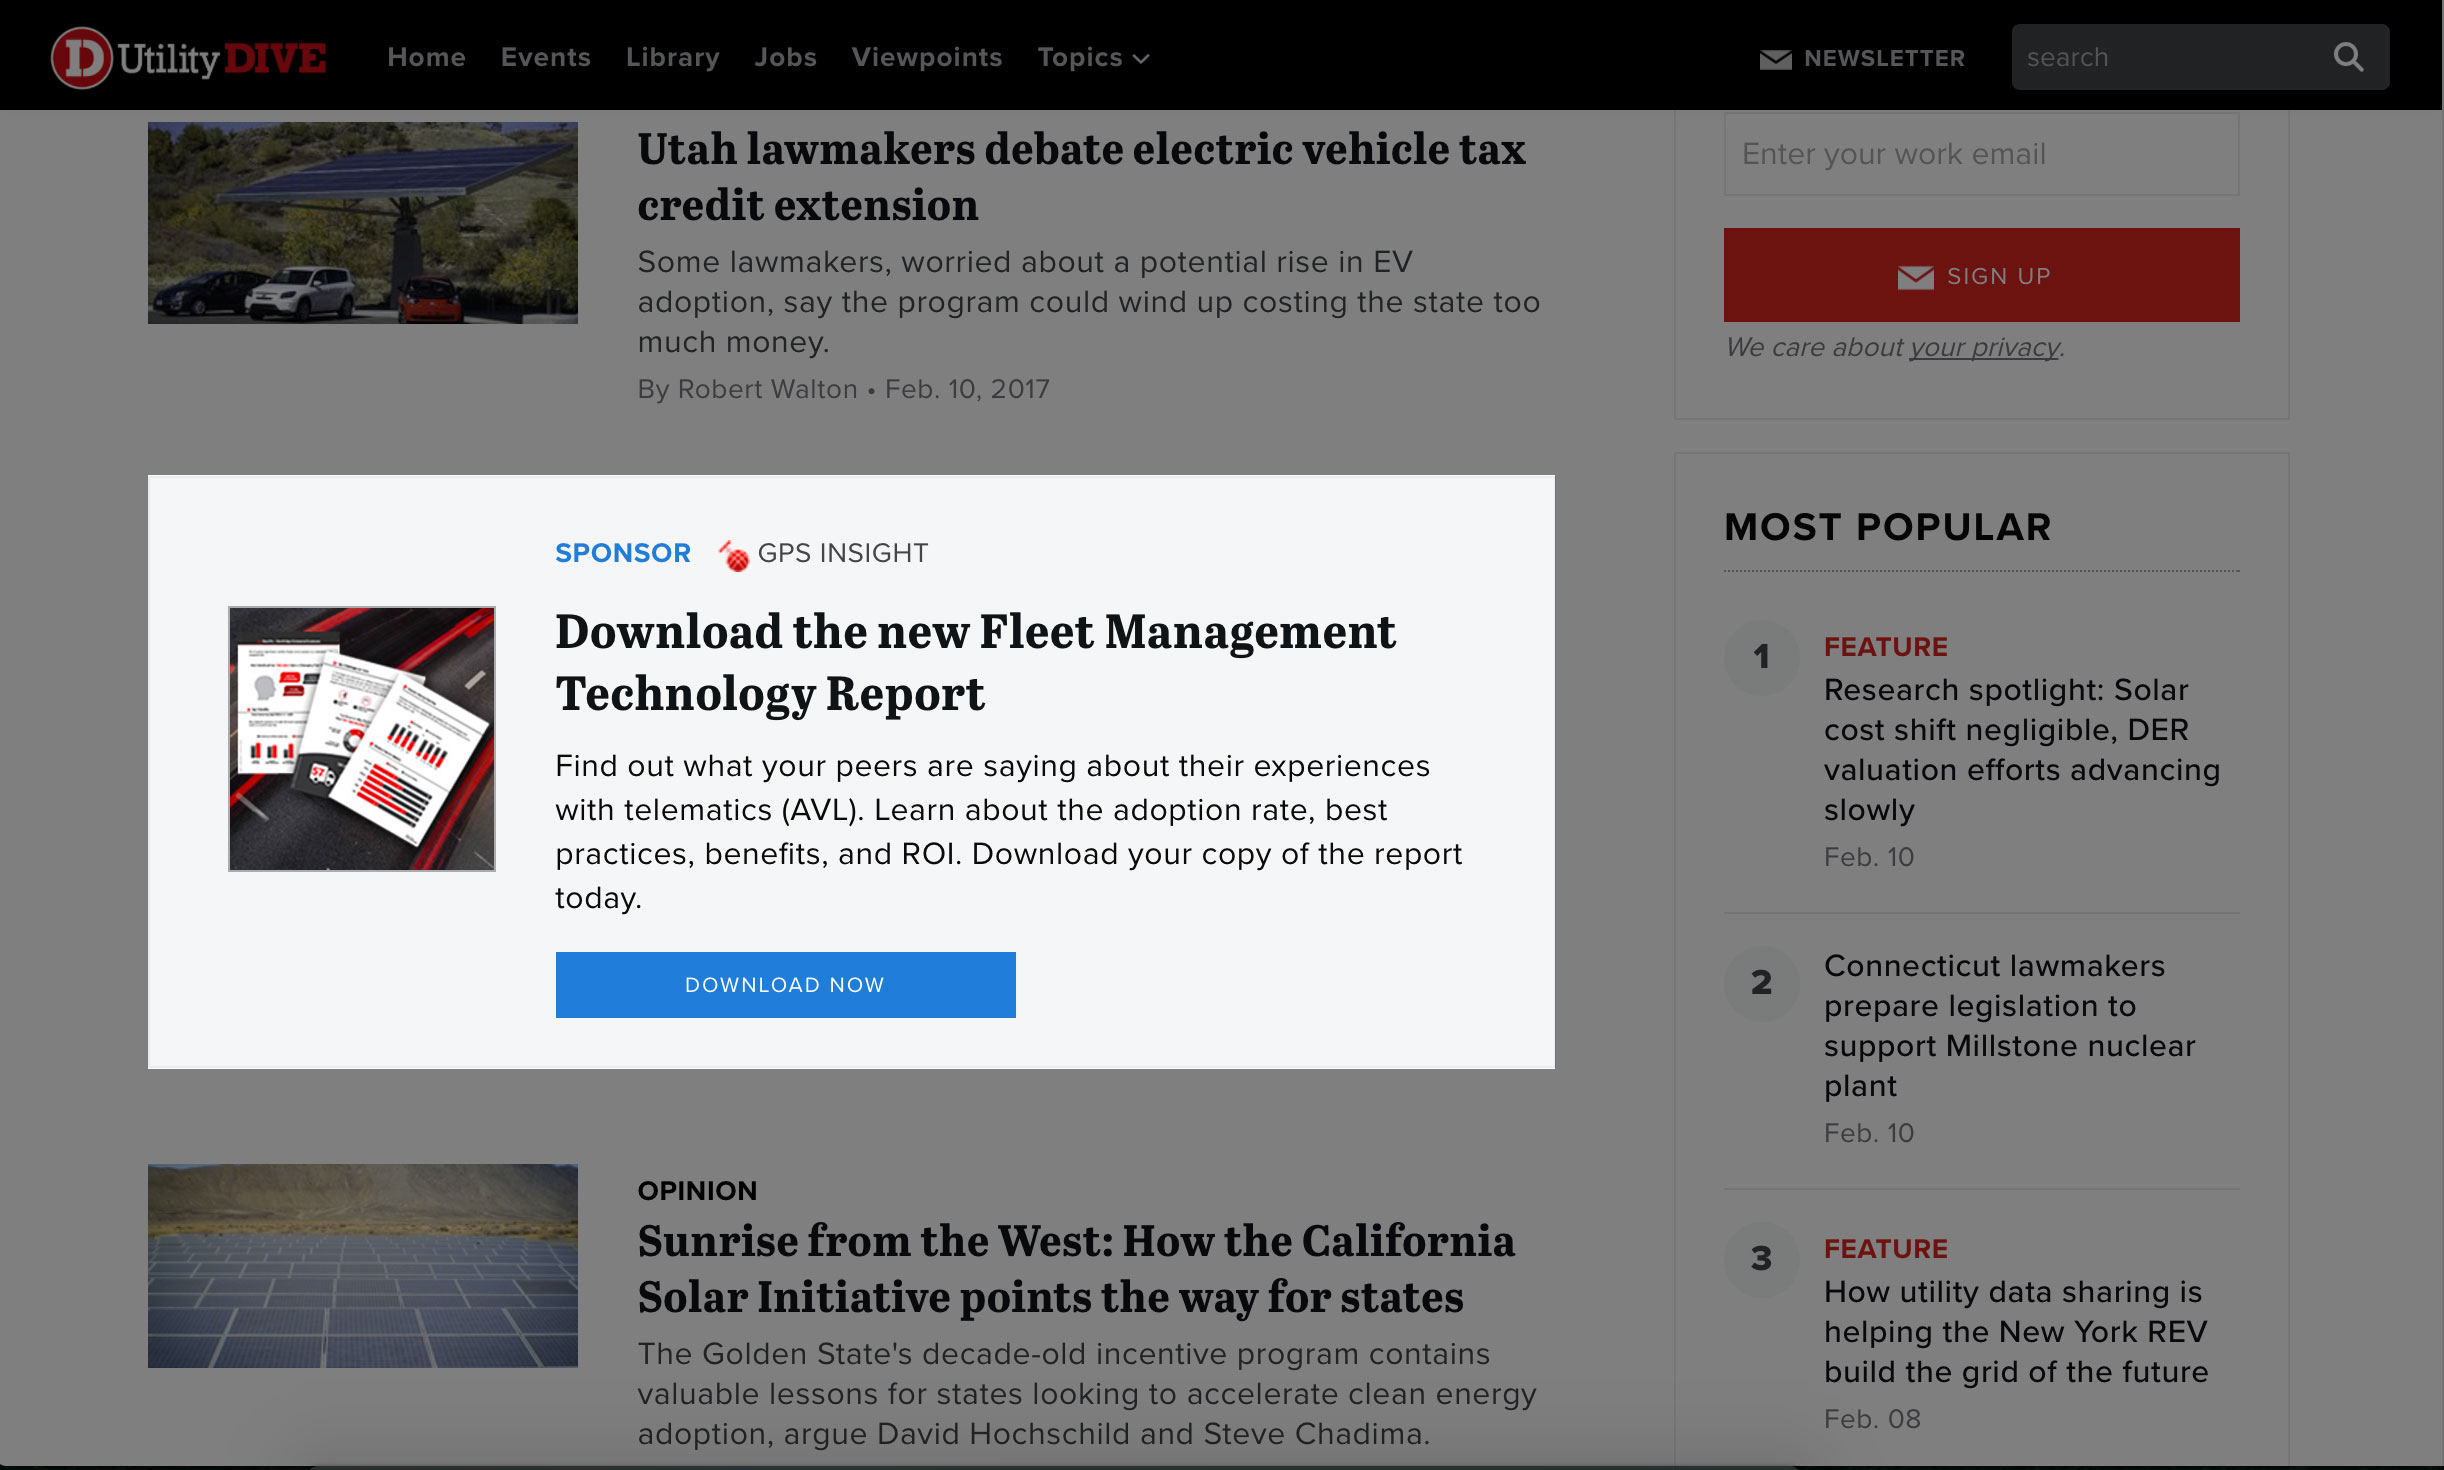 D Utility DIVE
Home Events Library Jobs Viewpoints Topics
NEWSLETTER
search
Utah lawmakers debate electric vehicle tax
credit extension
Some lawmakers, worried about a potential rise in EV
adoption, say the program could wind up costing the state too
much money.
By Robert Walton • Feb. 10, 2017
SPONSOR GPS INSIGHT
Download the new Fleet Management
Technology Report
Find out what your peers are saying about their experiences
with telematics (AVL). Learn about the adoption rate, best
practices, benefits, and ROI. Download your copy of the report
today.
57
DOWNLOAD NOW
OPINION
Sunrise from the West: How the California
Solar Initiative points the way for states
The Golden State's decade-old incentive program contains
valuable lessons for states looking to accelerate clean energy
adoption, argue David Hochschild and Steve Chadima.
Enter your work email
SIGN UP
We care about your privacy.
MOST POPULAR
1
FEATURE
Research spotlight: Solar
cost shift negligible, DER
valuation efforts advancing
slowly
Feb. 10
2
Connecticut lawmakers
prepare legislation to
support Millstone nuclear
plant
Feb. 10
3
FEATURE
How utility data sharing is
helping the New York REV
build the grid of the future
Feb. 08